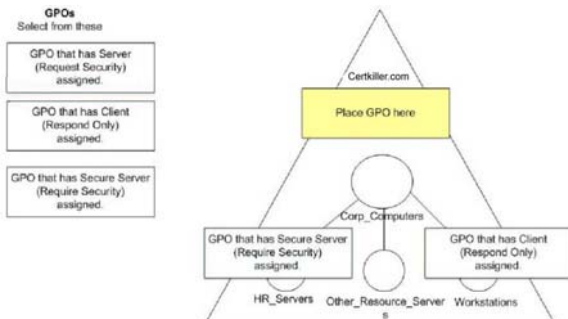 GPOs
Select from these
GPO that has Server
(Request Security)
assigned.
GPO that has Client
(Respond Only)
assigned.
GPO that has Secure Server
(Require Security)
assigned.
Certkiller.com
Place GPO here
Corp_Computers
GPO that has Secure Server
(Require Security)
assigned.
GPO that has Client
(Respond Only)
assigned.
HR_Servers
Other_Resource_Server
s
Workstations